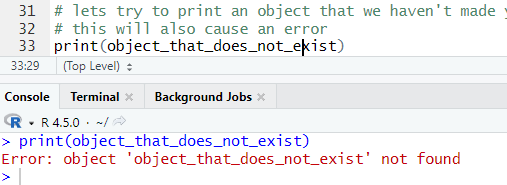 31 # lets try to print an object that we haven't made
32 # this will also cause an error
33 print(object_that_does_not_exist)
33:29 (Top Level)
Console Terminal Background Jobs
R R 4.5.0 · ~/
> print(object_that_does_not_exist)
Error: object 'object_that_does_not_exist' not found
>